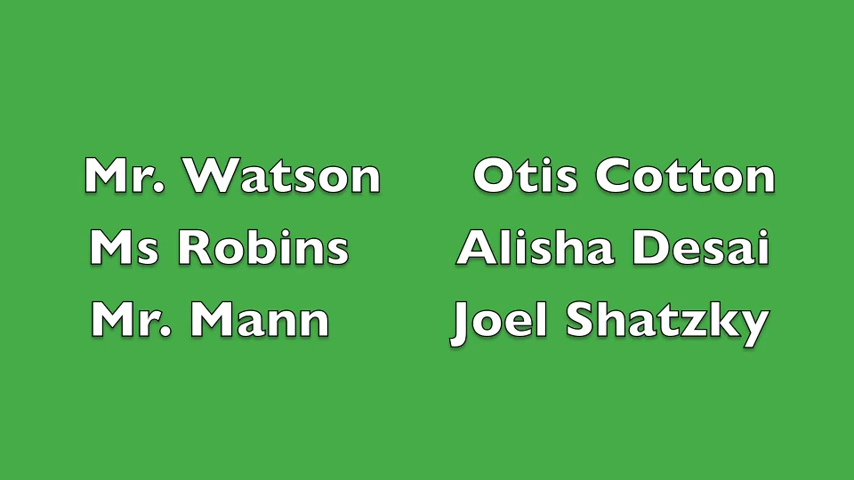 Mr. Watson Otis Cotton
Ms Robins Alisha Desai
Mr. Mann Joel Shatzky